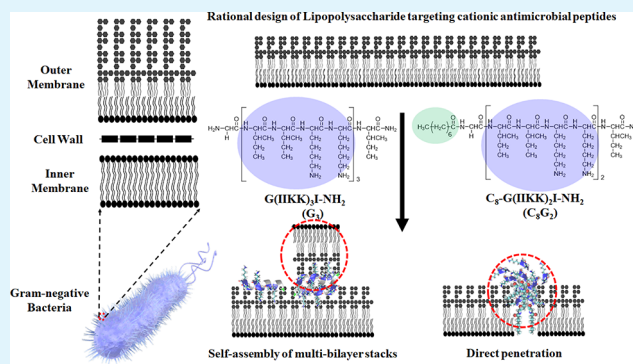 Rational design of Lipopolysaccharide targeting cationic antimicrobial peptides
Outer
Membrane
Cell Wall
Inner
Membrane
Gram-negative
Bacteria
G(IIKK)₃I-NH₂
(G₃)
C₈-G(IIKK)₂I-NH₂
(C₈G₂)
Self-assembly of multi-bilayer stacks
Direct penetration